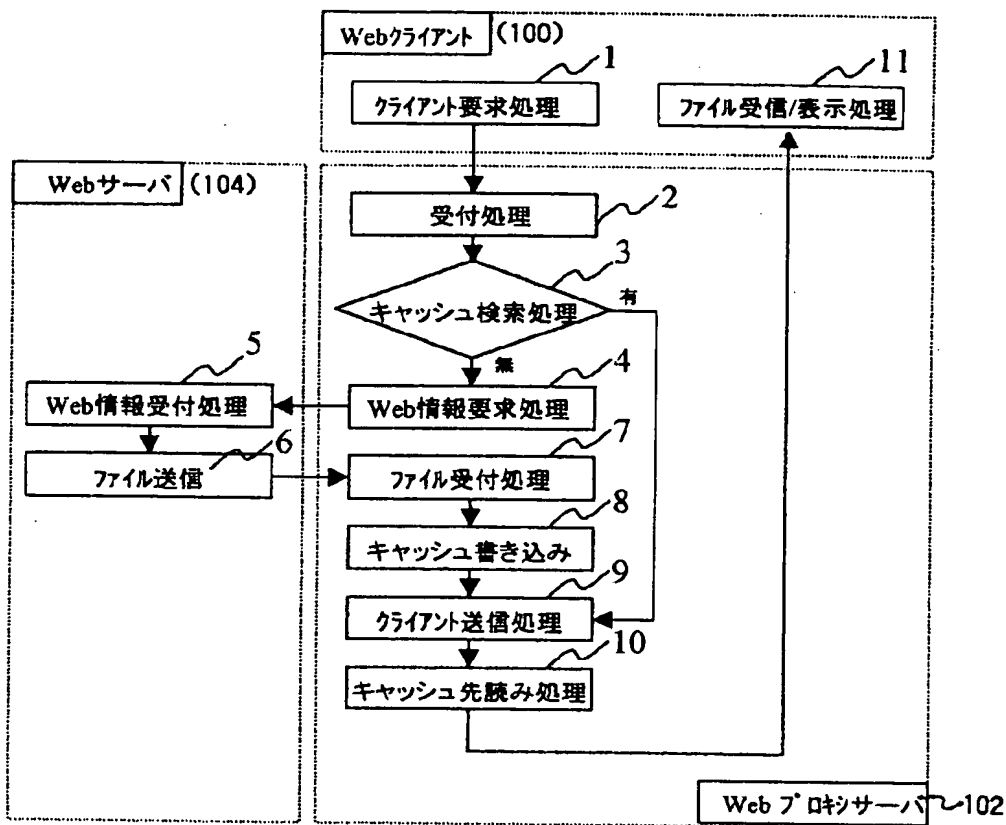 Webクライアント (100)
1
クライアント要求処理
11
ファイル受信/表示処理
Webサーバ (104)
受付処理
2
3
キャッシュ検索処理
有
無
5
Web情報受付処理
4
Web情報要求処理
6
ファイル送信
7
ファイル受付処理
8
キャッシュ書き込み
9
クライアント送信処理
10
キャッシュ先読み処理
Web プロキシサーバ 102